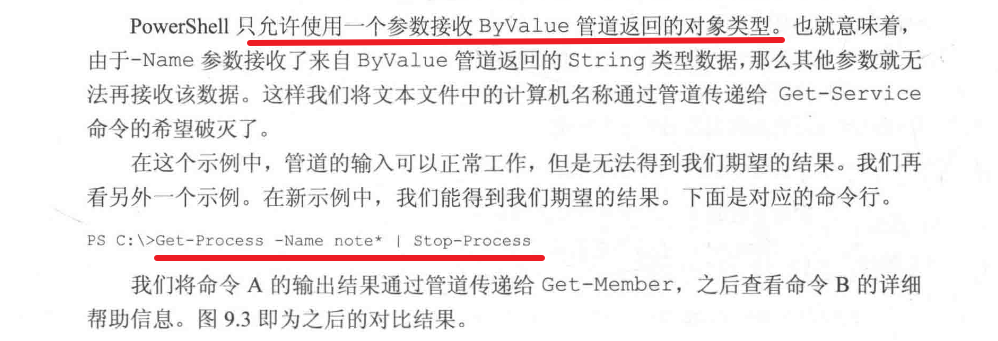 PowerShell 只允许使用一个参数接收 ByValue 管道返回的对象类型。也就意味着，
由于-Name 参数接收了来自 ByValue 管道返回的 String 类型数据，那么其他参数就无
法再接收该数据。这样我们将文本文件中的计算机名称通过管道传递给 Get-Service
命令的希望破灭了。
在这个示例中，管道的输入可以正常工作，但是无法得到我们期望的结果。我们再
看另外一个示例。在新示例中，我们能得到我们期望的结果。下面是对应的命令行。
PS C:\>Get-Process -Name note* | Stop-Process
我们将命令 A 的输出结果通过管道传递给 Get-Member，之后查看命令 B 的详细
帮助信息。图 9.3 即为之后的对比结果。